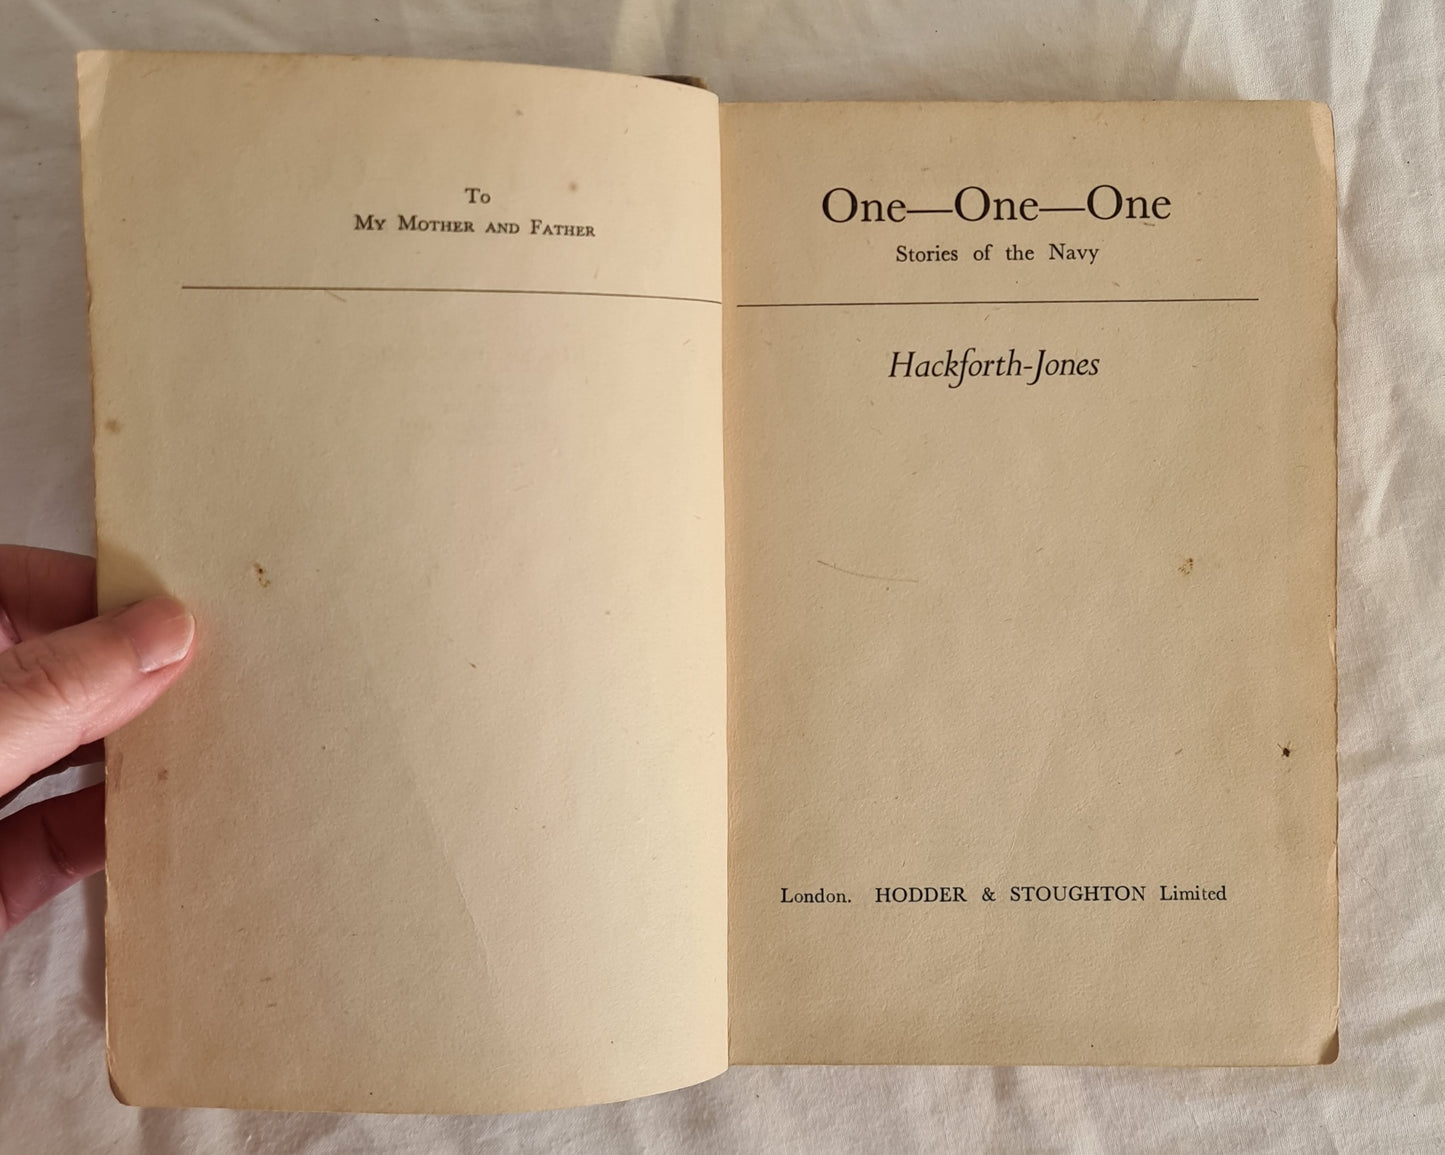 To
My Mother and Father
One—One—One
Stories of the Navy
Hackforth-Jones
London. HODDER & STOUGHTON Limited